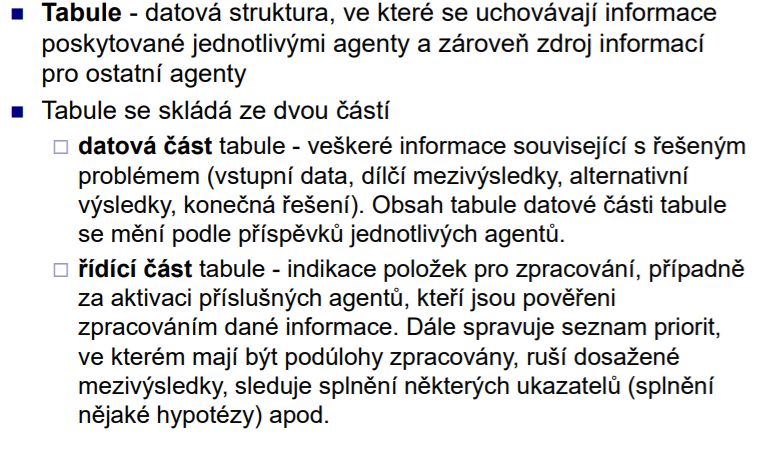 Tabule - datová struktura, ve které se uchovávají informace
poskytované jednotlivými agenty a zároveň zdroj informací
pro ostatní agenty
Tabule se skládá ze dvou částí
datová část tabule - veškeré informace související s řešeným
problémem (vstupní data, dílčí mezivýsledky, alternativní
výsledky, konečná řešení). Obsah tabule datové části tabule
se mění podle příspěvků jednotlivých agentů.
řídící část tabule - indikace položek pro zpracování, případně
za aktivaci příslušných agentů, kteří jsou pověřeni
zpracováním dané informace. Dále spravuje seznam priorit,
ve kterém mají být podúlohy zpracovány, ruší dosažené
mezivýsledky, sleduje splnění některých ukazatelů (splnění
nějaké hypotézy) apod.